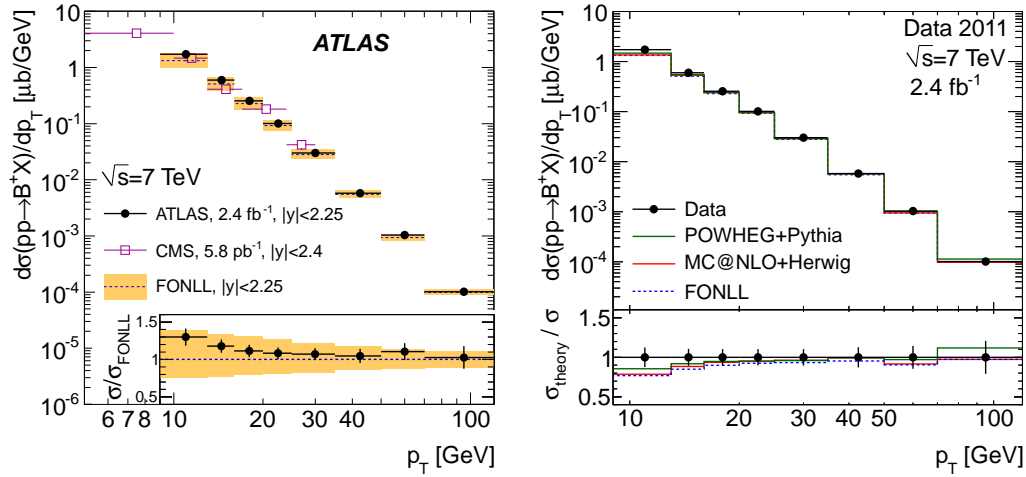 dσ(pp→B⁺X)/dp_T [μb/GeV]
10
1
10⁻¹
10⁻²
10⁻³
10⁻⁴
10⁻⁵
10⁻⁶
ATLAS
√s=7 TeV
ATLAS, 2.4 fb⁻¹, |y|<2.25
CMS, 5.8 pb⁻¹, |y|<2.4
FONLL, |y|<2.25
σ/σ_FONLL
1.5
1
0.5
6 7 8 10 20 30 40 100
p_T [GeV]
dσ(pp→B⁺X)/dp_T [μb/GeV]
10
1
10⁻¹
10⁻²
10⁻³
10⁻⁴
Data 2011
√s=7 TeV
2.4 fb⁻¹
Data
POWHEG+Pythia
MC@NLO+Herwig
FONLL
σ_theory / σ
1.5
1
0.5
10 20 30 40 50 100
p_T [GeV]